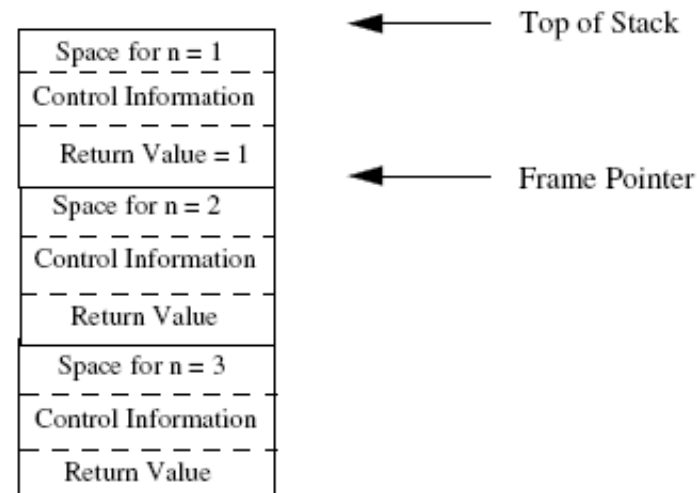 Top of Stack
Space for n = 1
Control Information
Return Value = 1
Frame Pointer
Space for n = 2
Control Information
Return Value
Space for n = 3
Control Information
Return Value